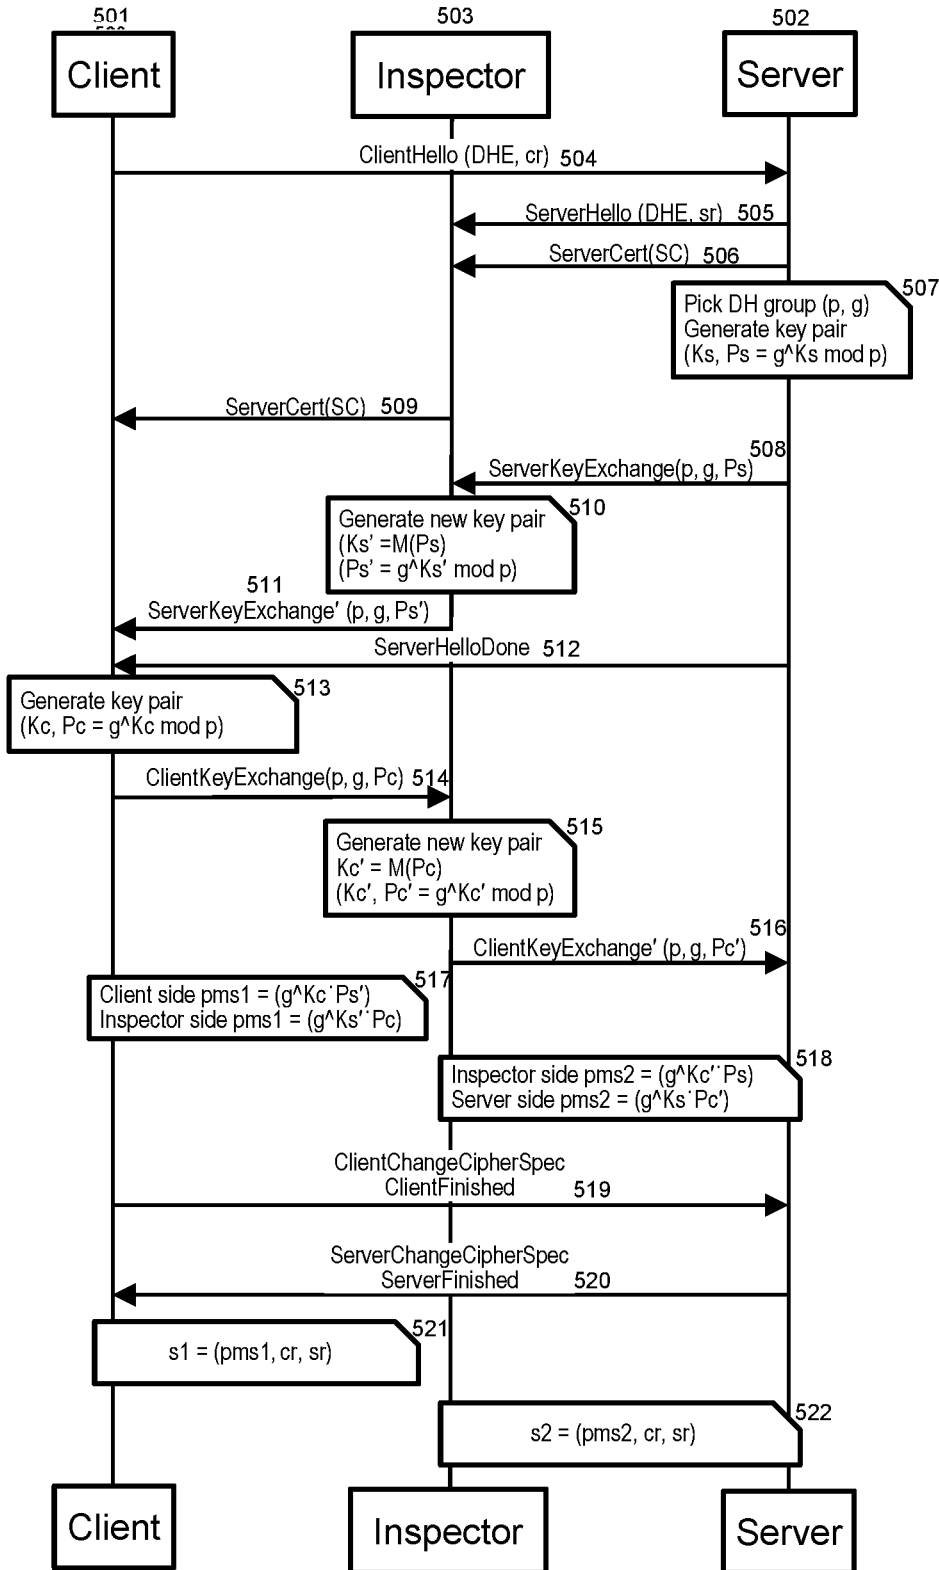 501
503
502
Client
Inspector
Server
ClientHello (DHE, cr) 504
ServerHello (DHE, sr) 505
ServerCert(SC) 506
507
Pick DH group (p, g)
Generate key pair
(Ks, Ps = g^Ks mod p)
ServerCert(SC) 509
508
ServerKeyExchange(p, g, Ps)
510
Generate new key pair
(Ks' =M(Ps)
(Ps' = g^Ks' mod p)
511
ServerKeyExchange' (p, g, Ps')
ServerHelloDone 512
513
Generate key pair
(Kc, Pc = g^Kc mod p)
ClientKeyExchange(p, g, Pc) 514
515
Generate new key pair
Kc' = M(Pc)
(Kc', Pc' = g^Kc' mod p)
516
ClientKeyExchange' (p, g, Pc')
517
Client side pms1 = (g^Kc·Ps')
Inspector side pms1 = (g^Ks'·Pc)
518
Inspector side pms2 = (g^Kc'·Ps)
Server side pms2 = (g^Ks·Pc')
ClientChangeCipherSpec
ClientFinished 519
ServerChangeCipherSpec
ServerFinished 520
521
s1 = (pms1, cr, sr)
522
s2 = (pms2, cr, sr)
Client
Inspector
Server